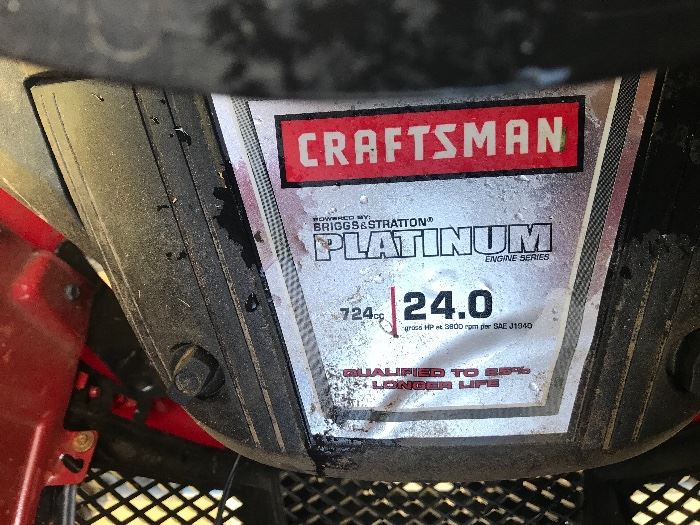 CRAFTSMAN
POWERED BY:
BRIGGS&STRATTON®
PLATINUM
ENGINE SERIES
724cc 24.0
gross HP at 3600 rpm per SAE J1940
QUALIFIED TO 25%
LONGER LIFE